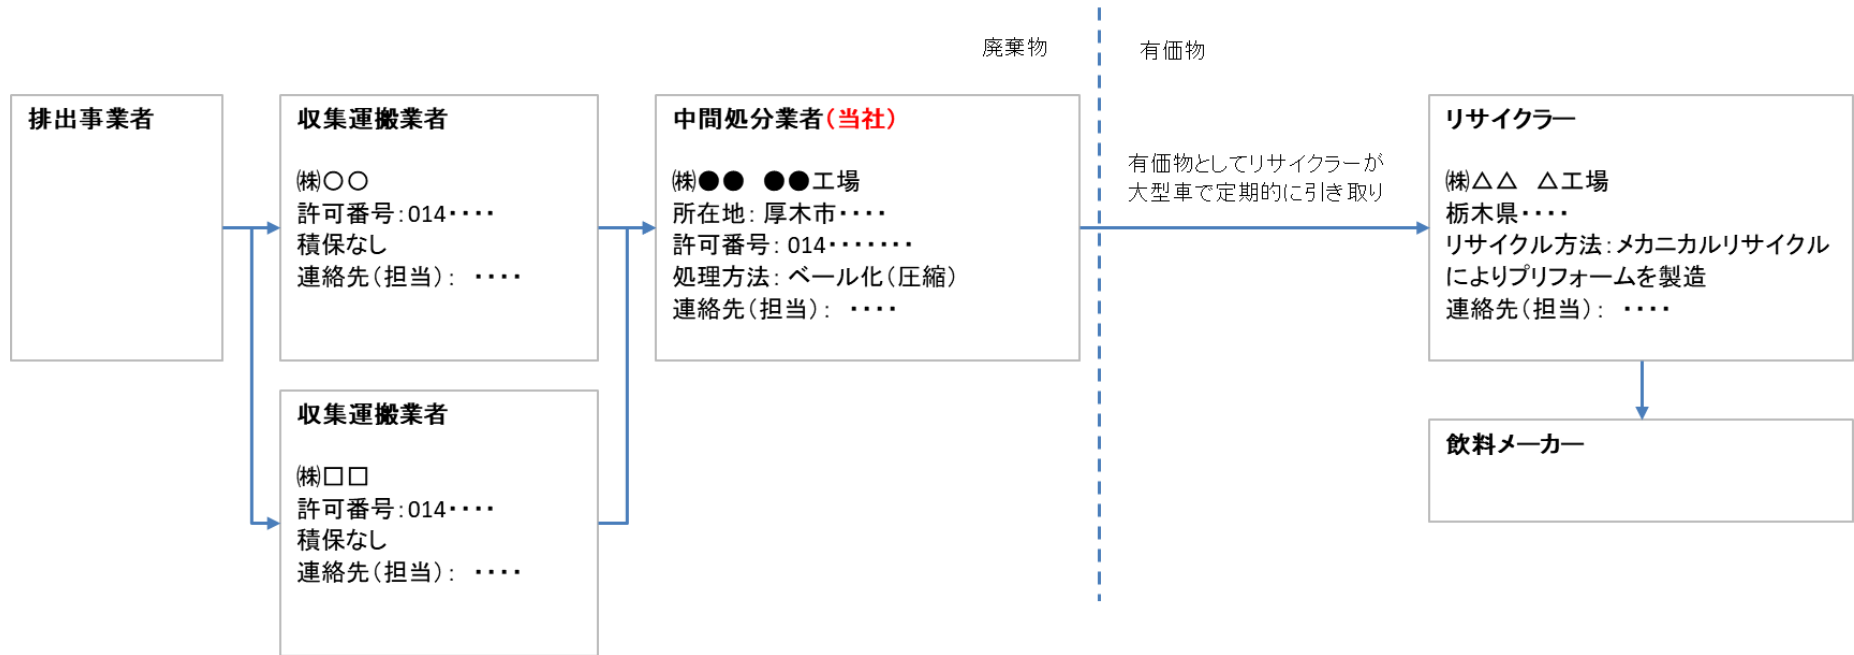 廃棄物
有価物
排出事業者
収集運搬業者
㈱〇〇
許可番号:014・・・・
積保なし
連絡先(担当): ・・・・
収集運搬業者
㈱□□
許可番号:014・・・・
積保なし
連絡先(担当): ・・・・
中間処分業者(当社)
㈱●● ●●工場
所在地: 厚木市・・・・
許可番号: 014・・・・・・・
処理方法: ベール化(圧縮)
連絡先(担当): ・・・・
有価物としてリサイクラーが
大型車で定期的に引き取り
リサイクラー
㈱△△ △工場
栃木県・・・・
リサイクル方法:メカニカルリサイクル
によりプリフォームを製造
連絡先(担当): ・・・・
飲料メーカー